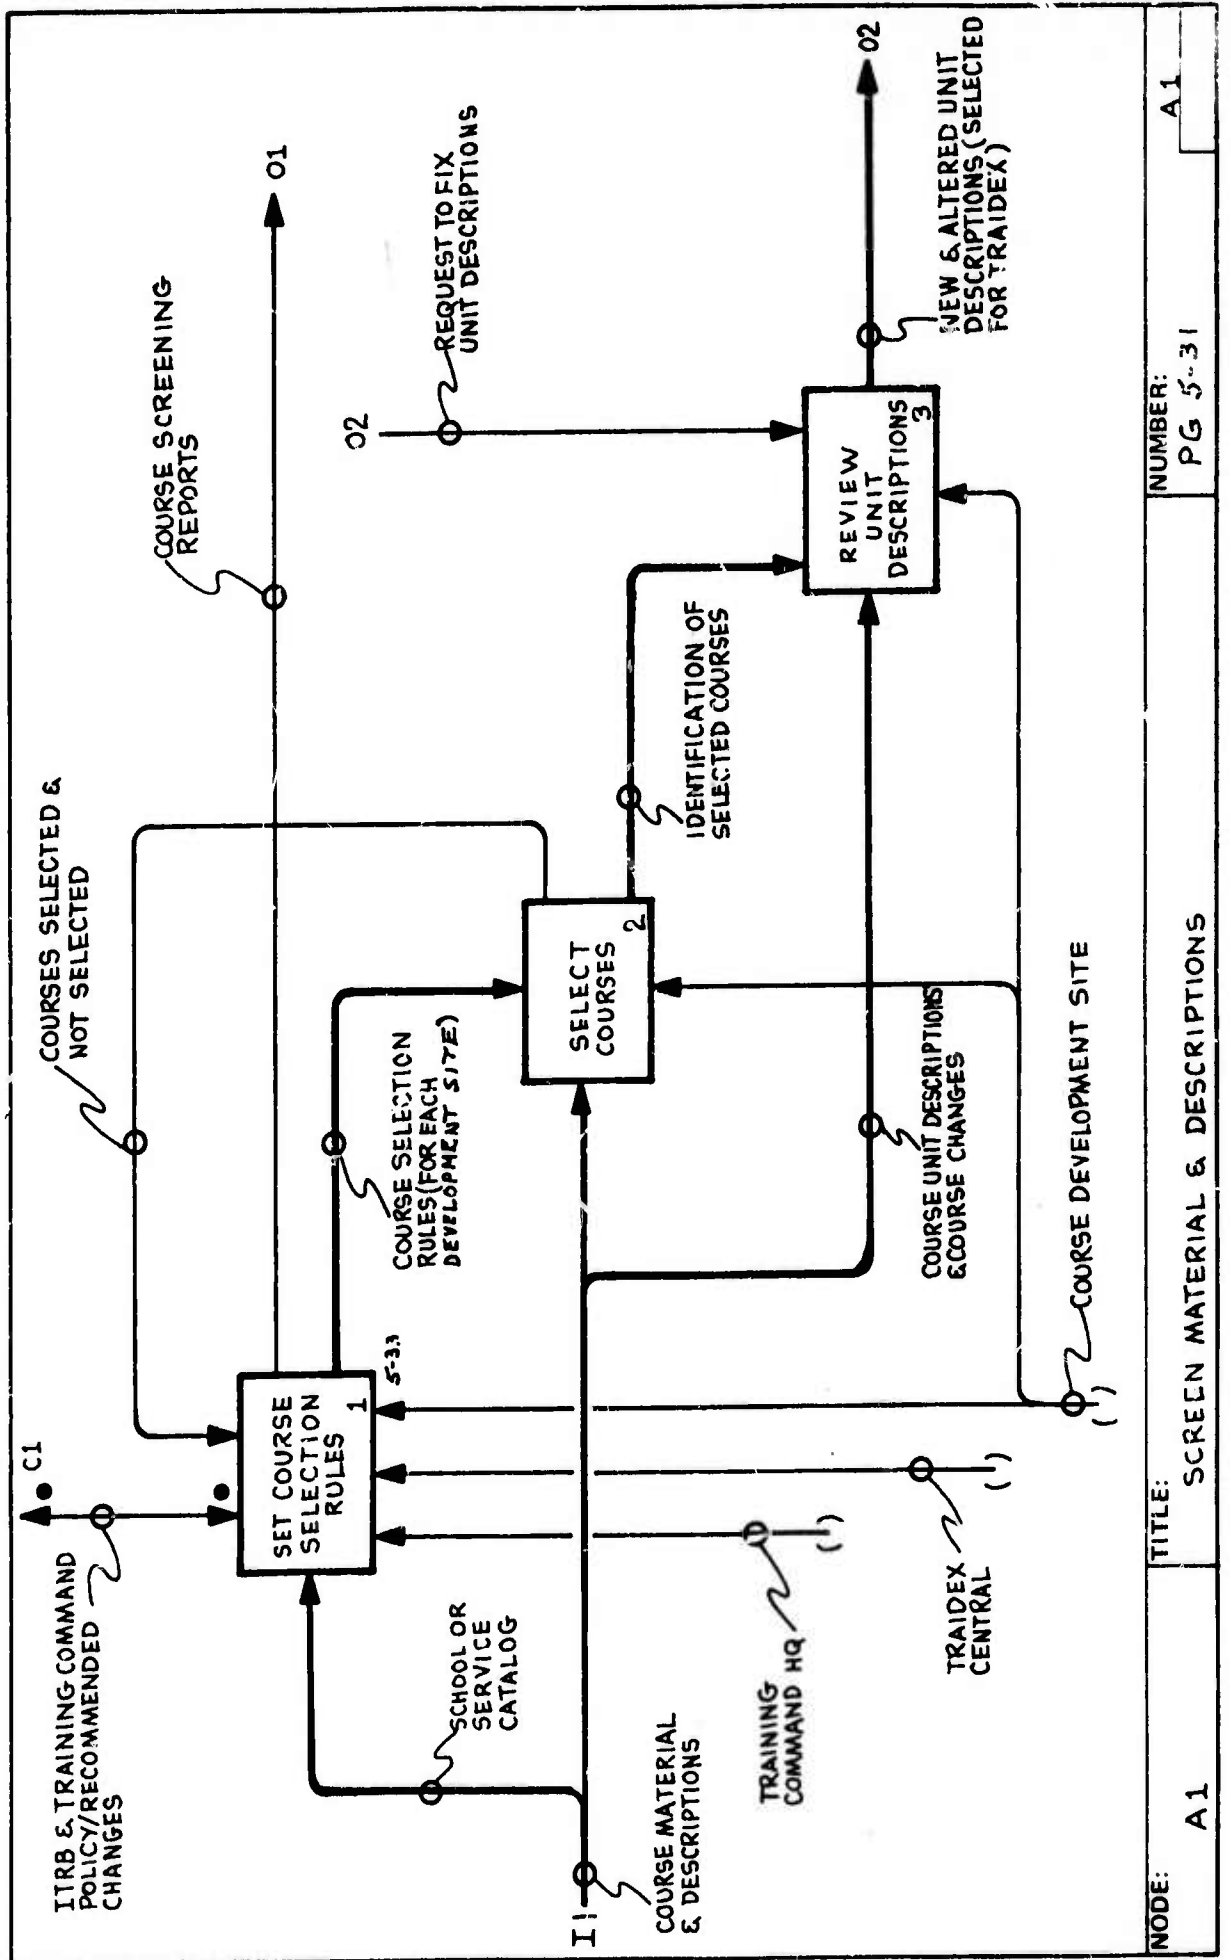 ITRB & TRAINING COMMAND
POLICY/RECOMMENDED
CHANGES
C1
COURSES SELECTED &
NOT SELECTED
COURSE SCREENING
REPORTS
O1
SET COURSE
SELECTION
RULES
1
5-33
SCHOOL OR
SERVICE
CATALOG
COURSE SELECTION
RULES (FOR EACH
DEVELOPMENT SITE)
O2
REQUEST TO FIX
UNIT DESCRIPTIONS
SELECT
COURSES
2
IDENTIFICATION OF
SELECTED COURSES
I1
COURSE MATERIAL
& DESCRIPTIONS
TRAINING
COMMAND HQ
( )
TRAIDEX
CENTRAL
( )
COURSE UNIT DESCRIPTIONS
& COURSE CHANGES
REVIEW
UNIT
DESCRIPTIONS
3
O2
NEW & ALTERED UNIT
DESCRIPTIONS (SELECTED
FOR TRAIDEX)
COURSE DEVELOPMENT SITE
( )
NODE:
A1
TITLE:
SCREEN MATERIAL & DESCRIPTIONS
NUMBER:
PG 5-31
A1